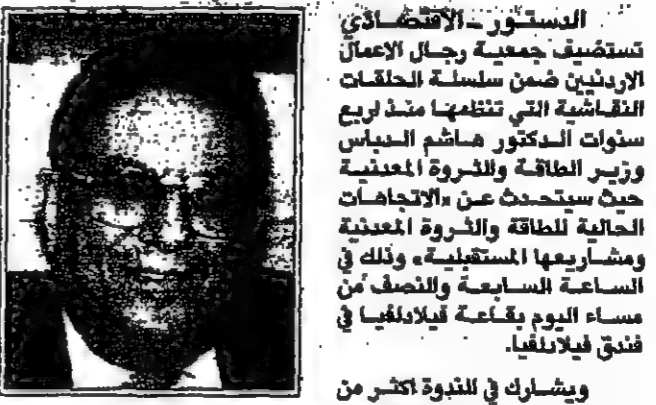 الدستور - الاقتصادي
تستضيف جمعية رجال الاعمال
الاردنيين ضمن سلسلة الحلقات
النقاشية التي تنظمها منذ اربع
سنوات الدكتور هاشم الدباس
وزير الطاقة والثروة المعدنية
حيث سيتحدث عن «الاتجاهات
الحالية للطاقة والثروة المعدنية
ومشاريعها المستقبلية» وذلك في
الساعة السابعة والنصف من
مساء اليوم بقاعة فيلادلفيا في
فندق فيلادلفيا.
ويشارك في الندوة اكثر من